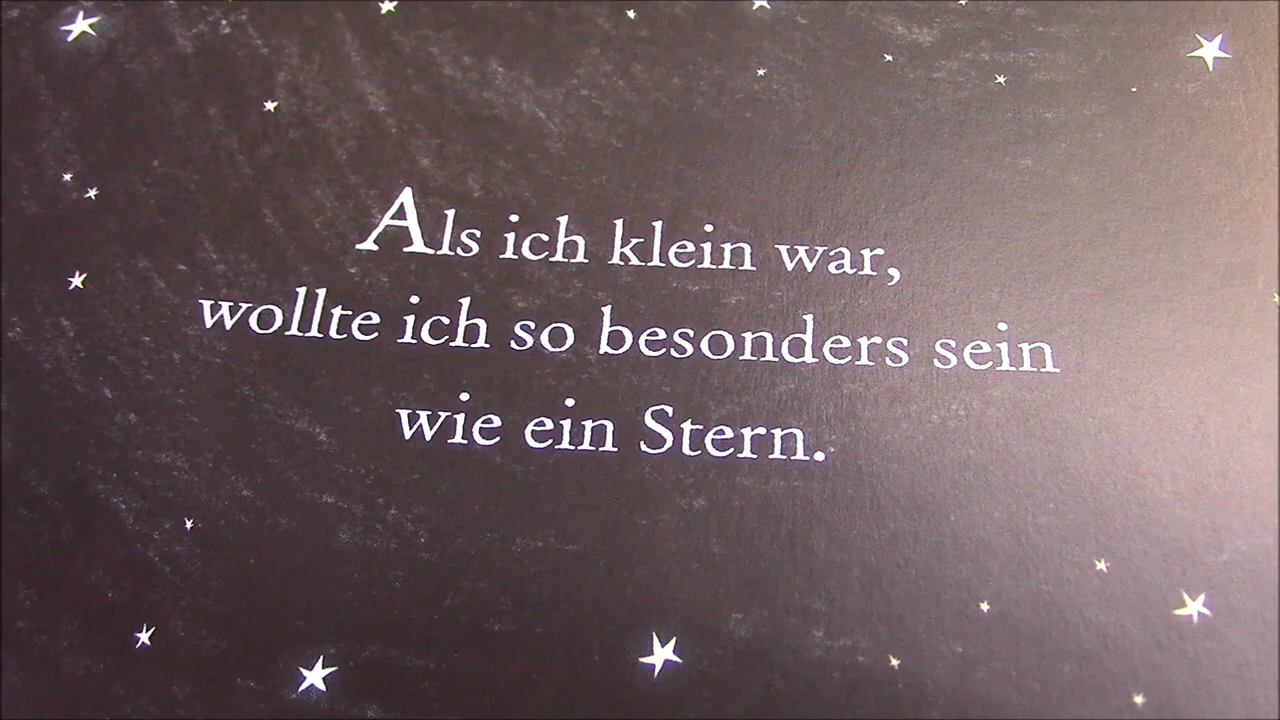 Als ich klein war,
wollte ich so besonders sein
wie ein Stern.